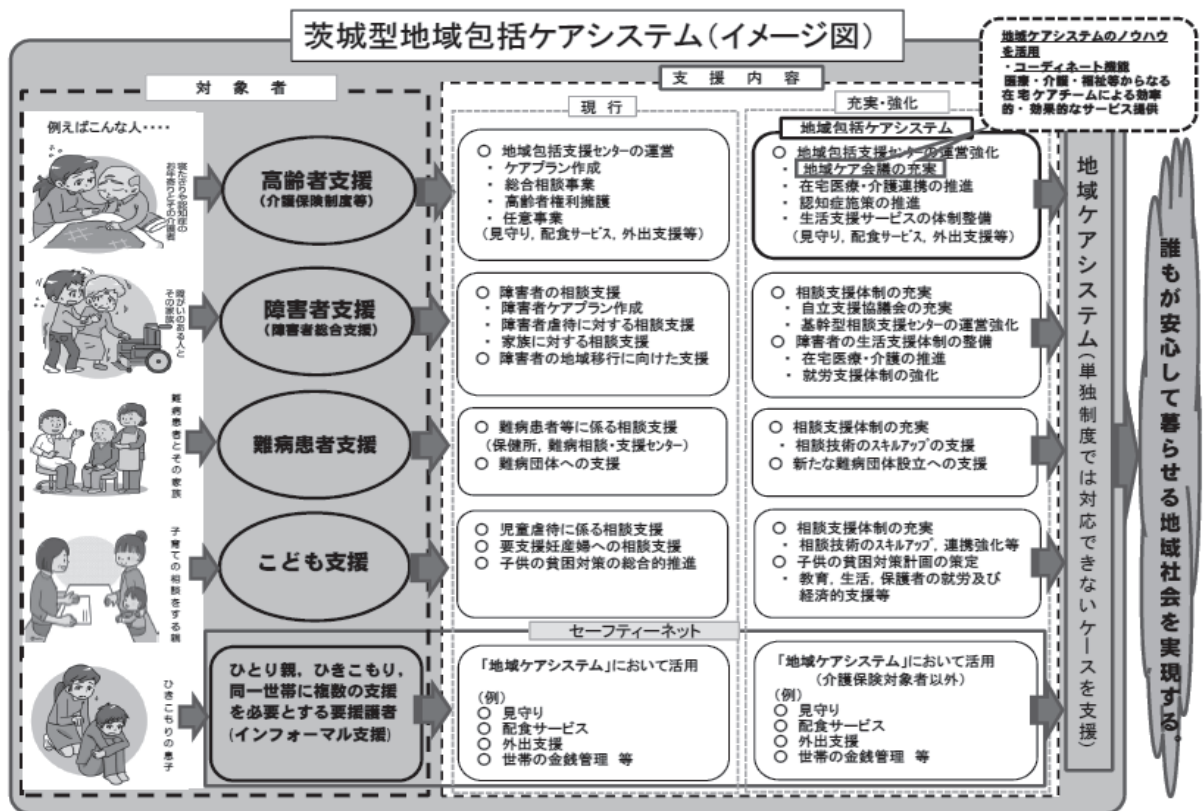 茨城型地域包括ケアシステム(イメージ図)
地域ケアシステムのノウハウ
を活用
・コーディネート機能
医療・介護・福祉等からなる
在宅ケアチームによる効率
的・効果的なサービス提供
対象者
支援内容
現行
充実・強化
例えばこんな人・・・・
寝たきりや認知症の
お年寄りとその介護者
高齢者支援
(介護保険制度等)
○ 地域包括支援センターの運営
・ ケアプラン作成
・ 総合相談事業
・ 高齢者権利擁護
・ 任意事業
(見守り,配食サービス,外出支援等)
地域包括ケアシステム
○ 地域包括支援センターの運営強化
・ 地域ケア会議の充実
・ 在宅医療・介護連携の推進
・ 認知症施策の推進
・ 生活支援サービスの体制整備
(見守り,配食サービス,外出支援等)
障がいのある人と
その家族
障害者支援
(障害者総合支援)
○ 障害者の相談支援
・ 障害者ケアプラン作成
・ 障害者虐待に対する相談支援
・ 家族に対する相談支援
○ 障害者の地域移行に向けた支援
○ 相談支援体制の充実
・ 自立支援協議会の充実
・ 基幹型相談支援センターの運営強化
○ 障害者の生活支援体制の整備
・ 在宅医療・介護の推進
・ 就労支援体制の強化
難病患者とその家族
難病患者支援
○ 難病患者等に係る相談支援
(保健所,難病相談・支援センター)
○ 難病団体への支援
○ 相談支援体制の充実
・ 相談技術のスキルアップの支援
○ 新たな難病団体設立への支援
子育ての相談をする親
こども支援
○ 児童虐待に係る相談支援
○ 要支援妊産婦への相談支援
○ 子供の貧困対策の総合的推進
○ 相談支援体制の充実
・ 相談技術のスキルアップ,連携強化等
○ 子供の貧困対策計画の策定
・ 教育,生活,保護者の就労及び
経済的支援等
セーフティーネット
ひきこもりの息子
ひとり親,ひきこもり,
同一世帯に複数の支援
を必要とする要援護者
(インフォーマル支援)
「地域ケアシステム」において活用
(例)
○ 見守り
○ 配食サービス
○ 外出支援
○ 世帯の金銭管理 等
「地域ケアシステム」において活用
(介護保険対象者以外)
(例)
○ 見守り
○ 配食サービス
○ 外出支援
○ 世帯の金銭管理 等
地域ケアシステム(単独制度では対応できないケースを支援)
誰もが安心して暮らせる地域社会を実現する。